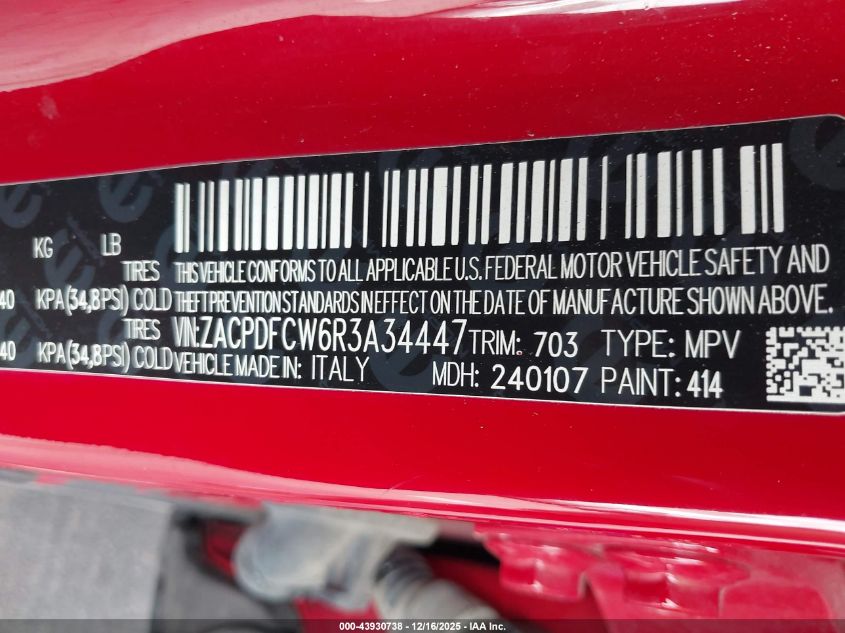 KG LB
TIRES THIS VEHICLE CONFORMS TO ALL APPLICABLE U.S. FEDERAL MOTOR VEHICLE SAFETY AND
40 KPA(34,8PSI) COLD THEFT PREVENTION STANDARDS IN EFFECT ON THE DATE OF MANUFACTURE SHOWN ABOVE.
TIRES VIN:ZACPDFCW6R3A34447 TRIM: 703 TYPE: MPV
40 KPA(34,8PSI) COLD VEHICLE MADE IN: ITALY MDH: 240107 PAINT: 414
000-43930738 - 12/16/2025 - IAA Inc.